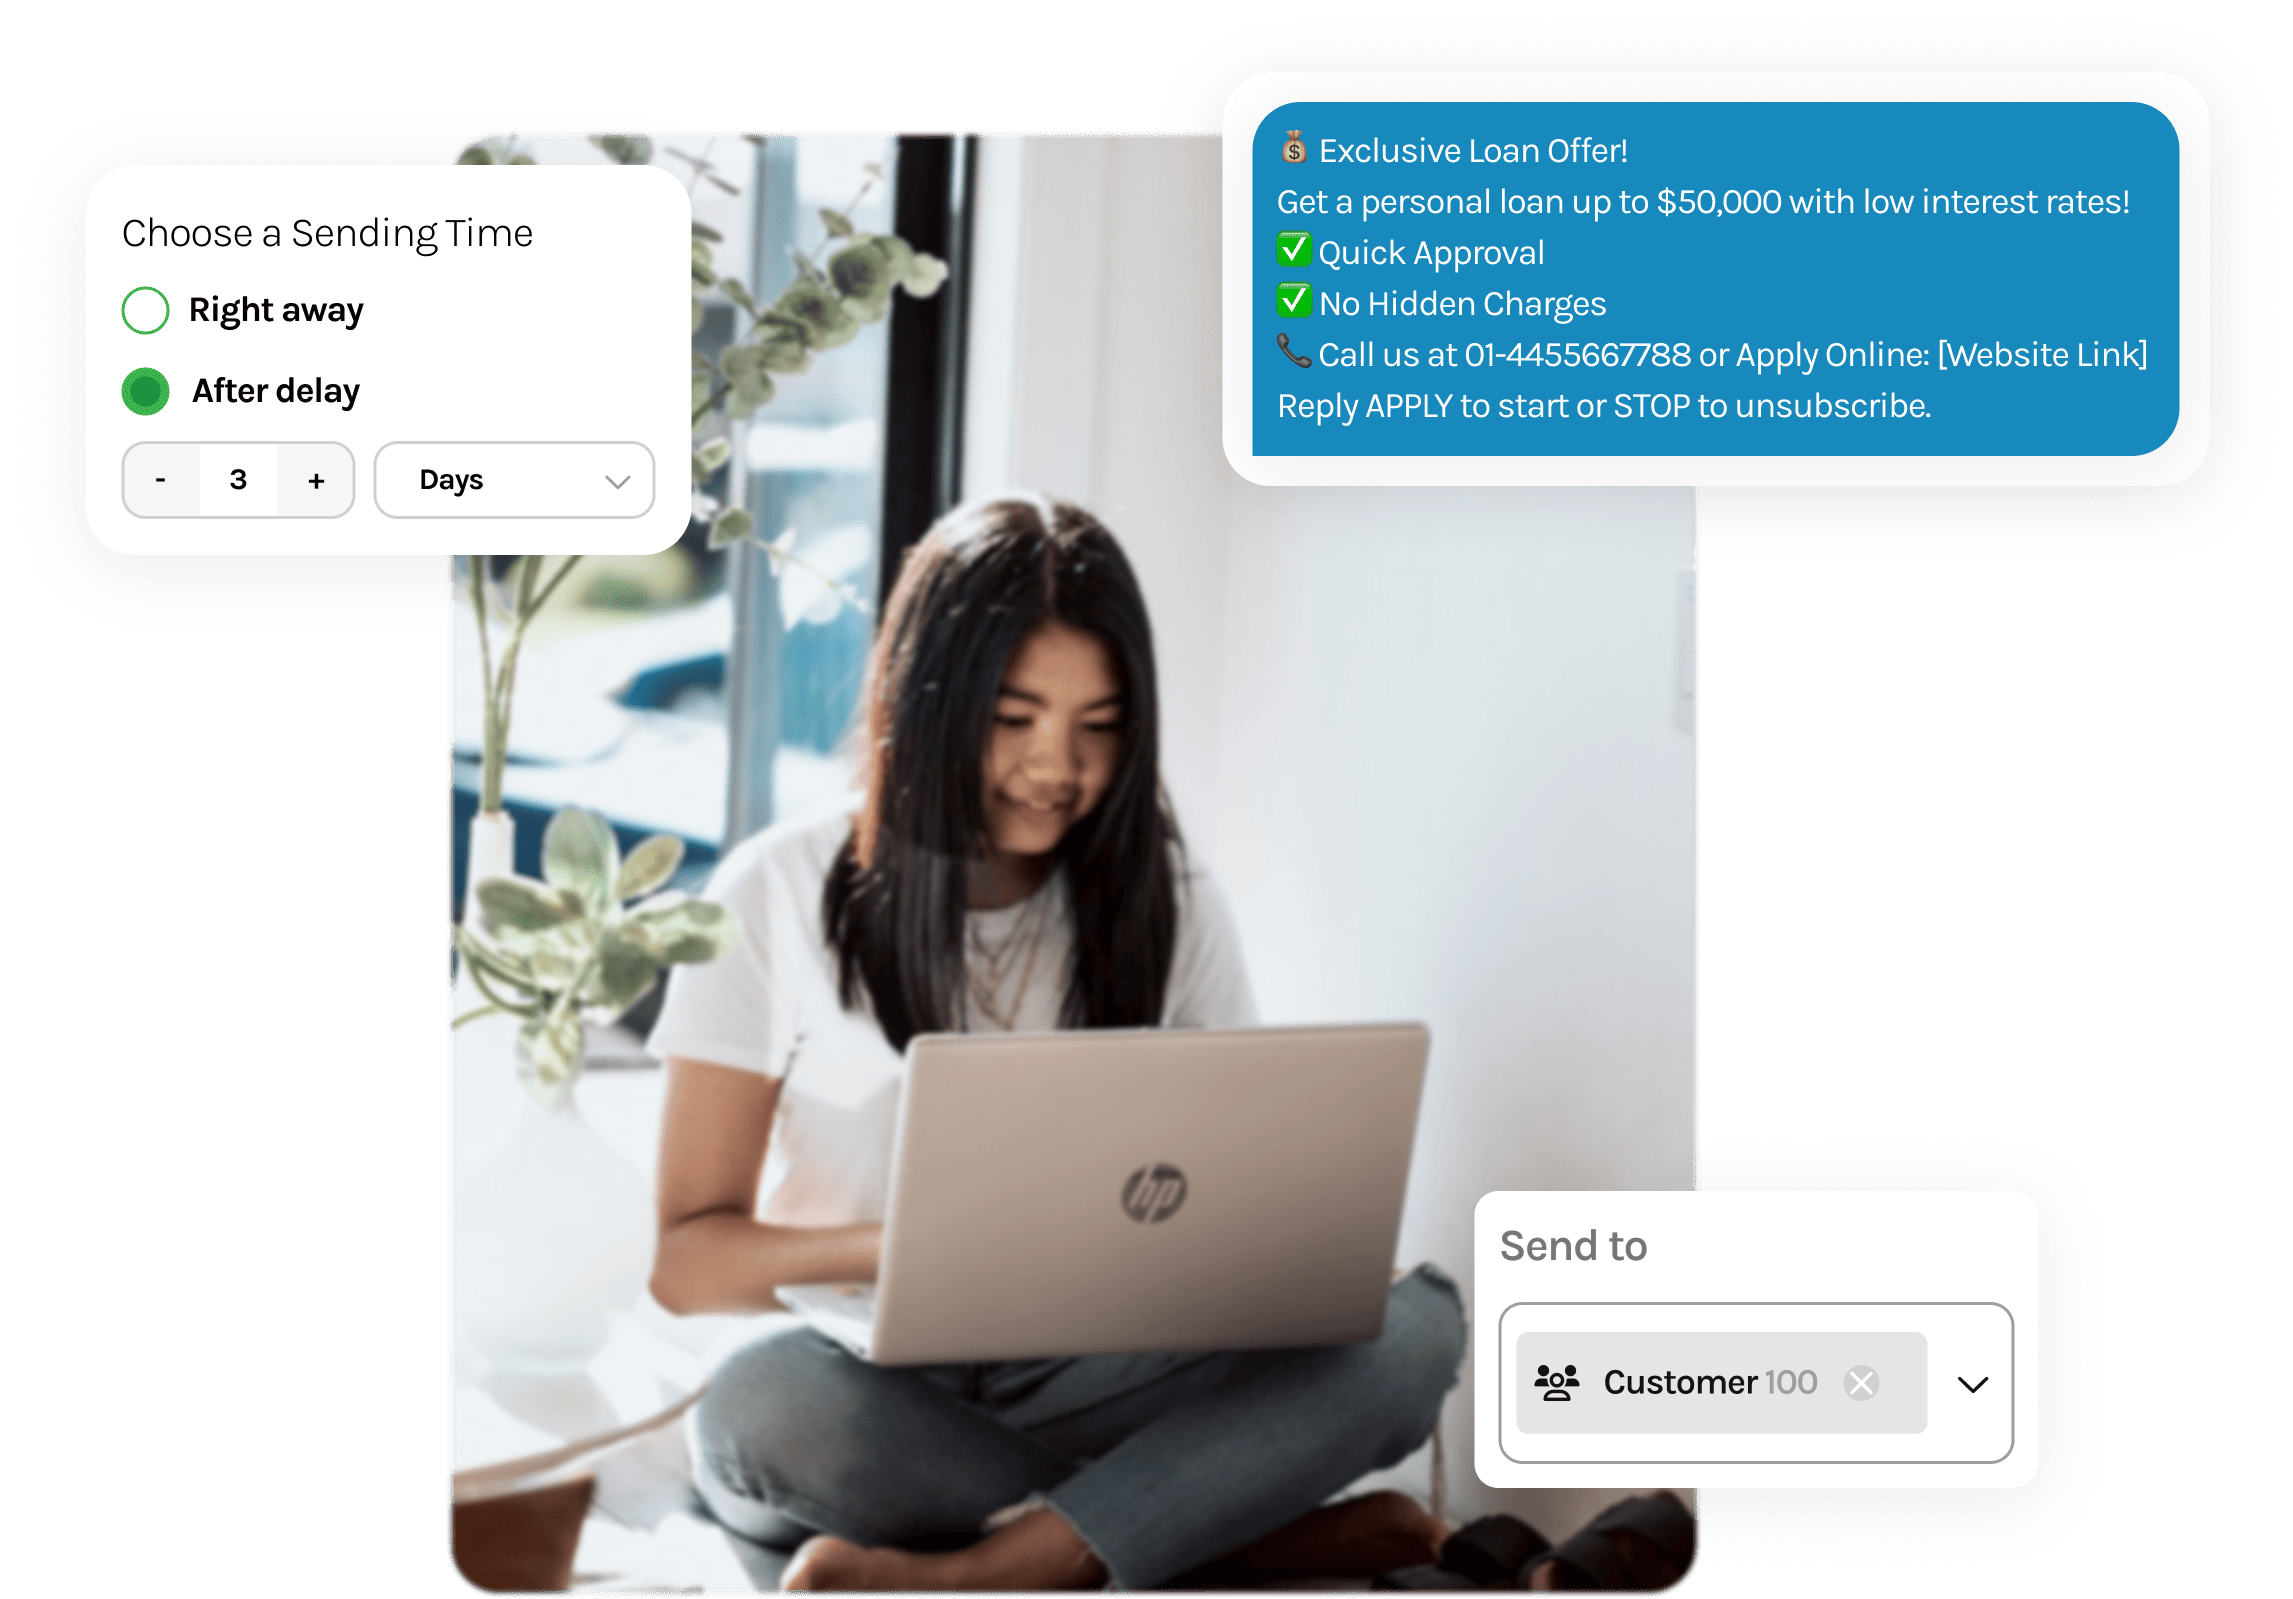 Choose a Sending Time
Right away
After delay
- 3 +
Days
💰 Exclusive Loan Offer!
Get a personal loan up to $50,000 with low interest rates!
✅ Quick Approval
✅ No Hidden Charges
📞 Call us at 01-4455667788 or Apply Online: [Website Link]
Reply APPLY to start or STOP to unsubscribe.
hp
Send to
Customer 100